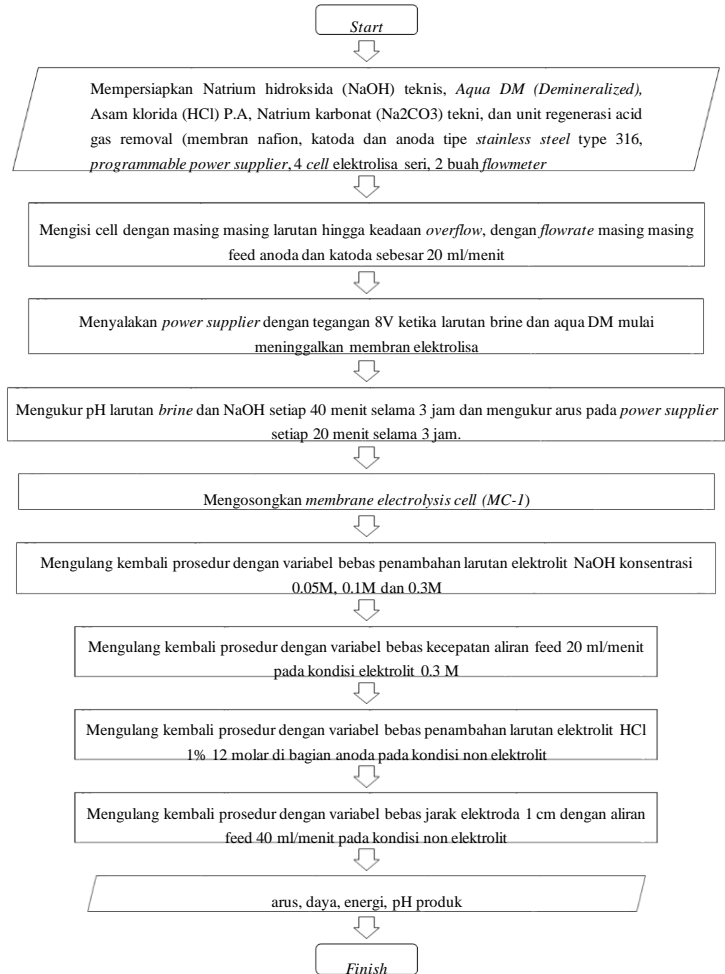 Start
Mempersiapkan Natrium hidroksida (NaOH) teknis, Aqua DM (Demineralized),
Asam klorida (HCl) P.A, Natrium karbonat (Na2CO3) tekni, dan unit regenerasi acid
gas removal (membran nafion, katoda dan anoda tipe stainless steel type 316,
programmable power supplier, 4 cell elektrolisa seri, 2 buah flowmeter
Mengisi cell dengan masing masing larutan hingga keadaan overflow, dengan flowrate masing masing
feed anoda dan katoda sebesar 20 ml/menit
Menyalakan power supplier dengan tegangan 8V ketika larutan brine dan aqua DM mulai
meninggalkan membran elektrolisa
Mengukur pH larutan brine dan NaOH setiap 40 menit selama 3 jam dan mengukur arus pada power supplier
setiap 20 menit selama 3 jam.
Mengosongkan membrane electrolysis cell (MC-1)
Mengulang kembali prosedur dengan variabel bebas penambahan larutan elektrolit NaOH konsentrasi
0.05M, 0.1M dan 0.3M
Mengulang kembali prosedur dengan variabel bebas kecepatan aliran feed 20 ml/menit
pada kondisi elektrolit 0.3 M
Mengulang kembali prosedur dengan variabel bebas penambahan larutan elektrolit HCl
1% 12 molar di bagian anoda pada kondisi non elektrolit
Mengulang kembali prosedur dengan variabel bebas jarak elektroda 1 cm dengan aliran
feed 40 ml/menit pada kondisi non elektrolit
arus, daya, energi, pH produk
Finish